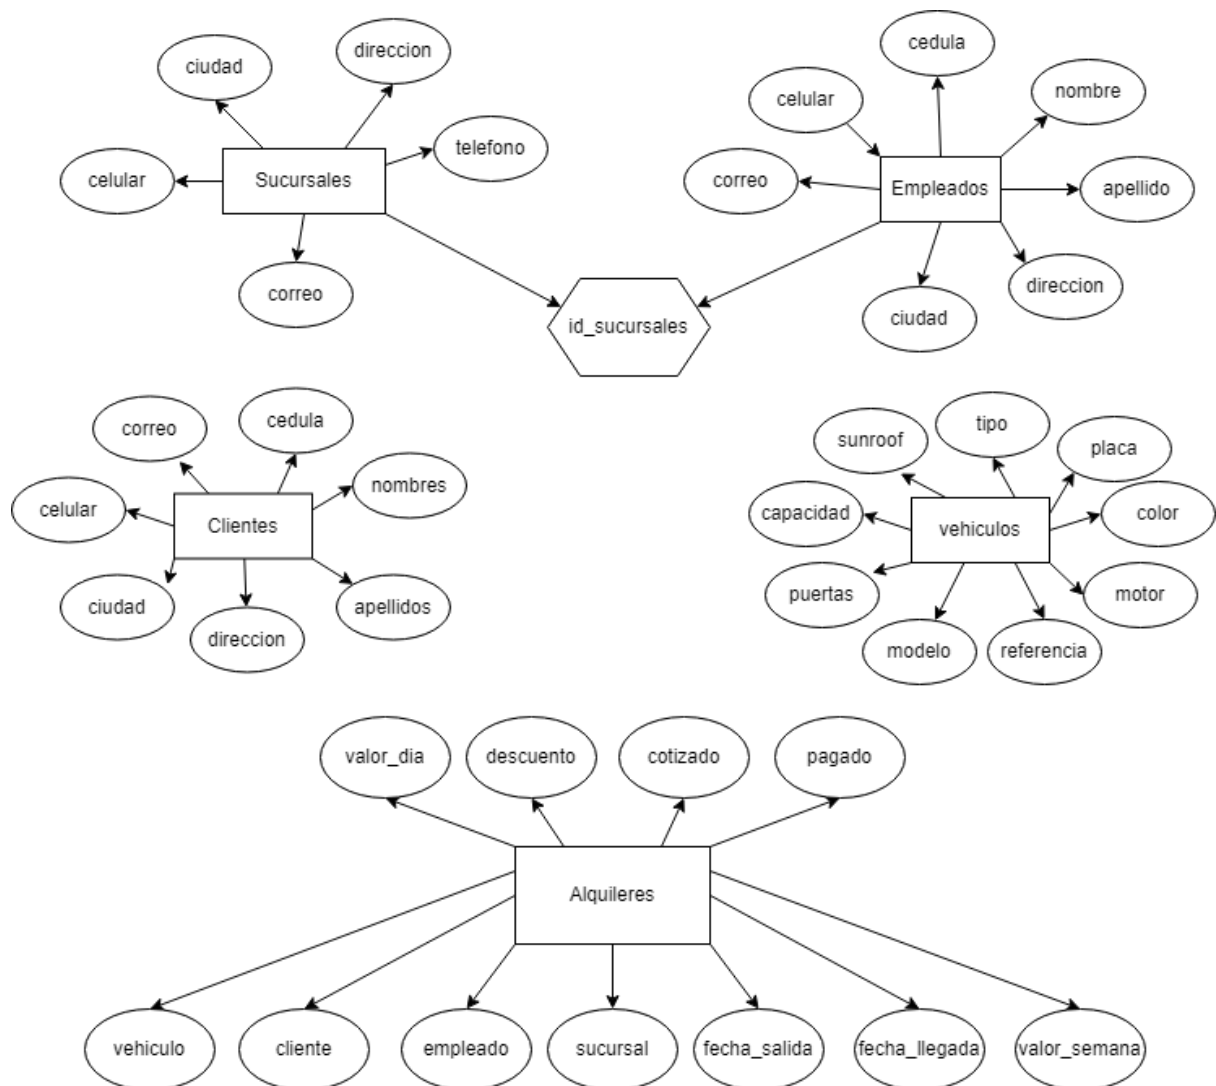 direccion
ciudad
telefono
celular
Sucursales
correo
cedula
celular
nombre
correo
Empleados
apellido
direccion
ciudad
id_sucursales
correo
cedula
nombres
celular
Clientes
ciudad
direccion
apellidos
tipo
sunroof
placa
capacidad
vehiculos
color
puertas
motor
modelo
referencia
valor_dia
descuento
cotizado
pagado
Alquileres
vehiculo
cliente
empleado
sucursal
fecha_salida
fecha_llegada
valor_semana